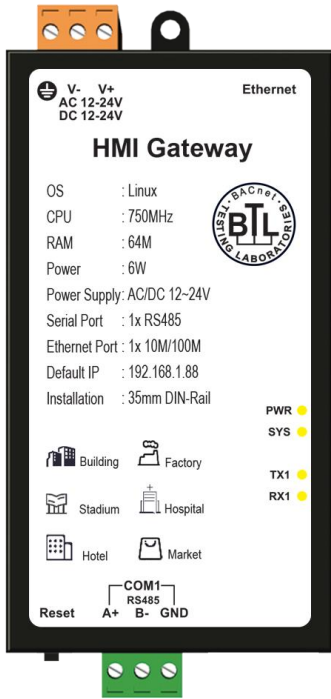 V- V+
AC 12-24V
DC 12-24V
Ethernet
HMI Gateway
OS : Linux
CPU : 750MHz
RAM : 64M
Power : 6W
Power Supply: AC/DC 12~24V
Serial Port : 1x RS485
Ethernet Port : 1x 10M/100M
Default IP : 192.168.1.88
Installation : 35mm DIN-Rail
BACnet
BTL
TESTING LABORATORIES
PWR
SYS
TX1
RX1
Building
Factory
Stadium
Hospital
Hotel
Market
COM1
RS485
Reset A+ B- GND